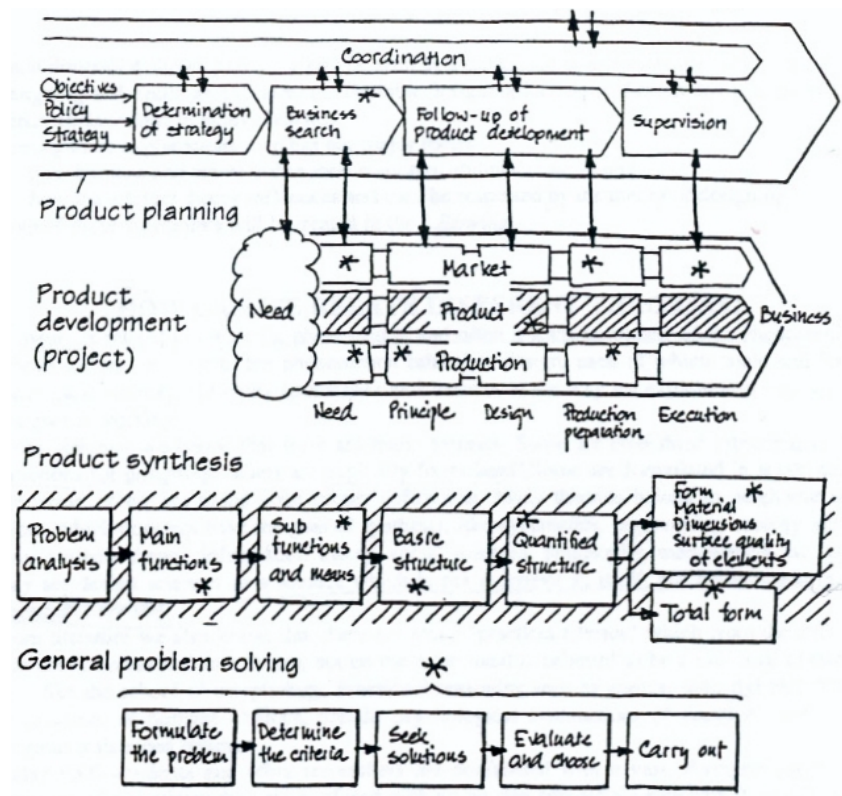 Coordination
Objectives
Policy
Strategy
Determination
of strategy
Business *
search
Follow-up of
product development
Supervision
Product planning
Product
development
(project)
Need
* Market * *
Product *
* * Production *
Business
Need Principle Design Production
preparation Execution
Product synthesis
Problem
analysis
Main
functions
*
Sub *
functions
and means
Basic
structure
*
* Quantified
structure
Form *
Material
Dimensions
Surface quality
of elements
*
Total form
General problem solving *
Formulate
the problem
Determine
the criteria
Seek
solutions
Evaluate
and choose
Carry out